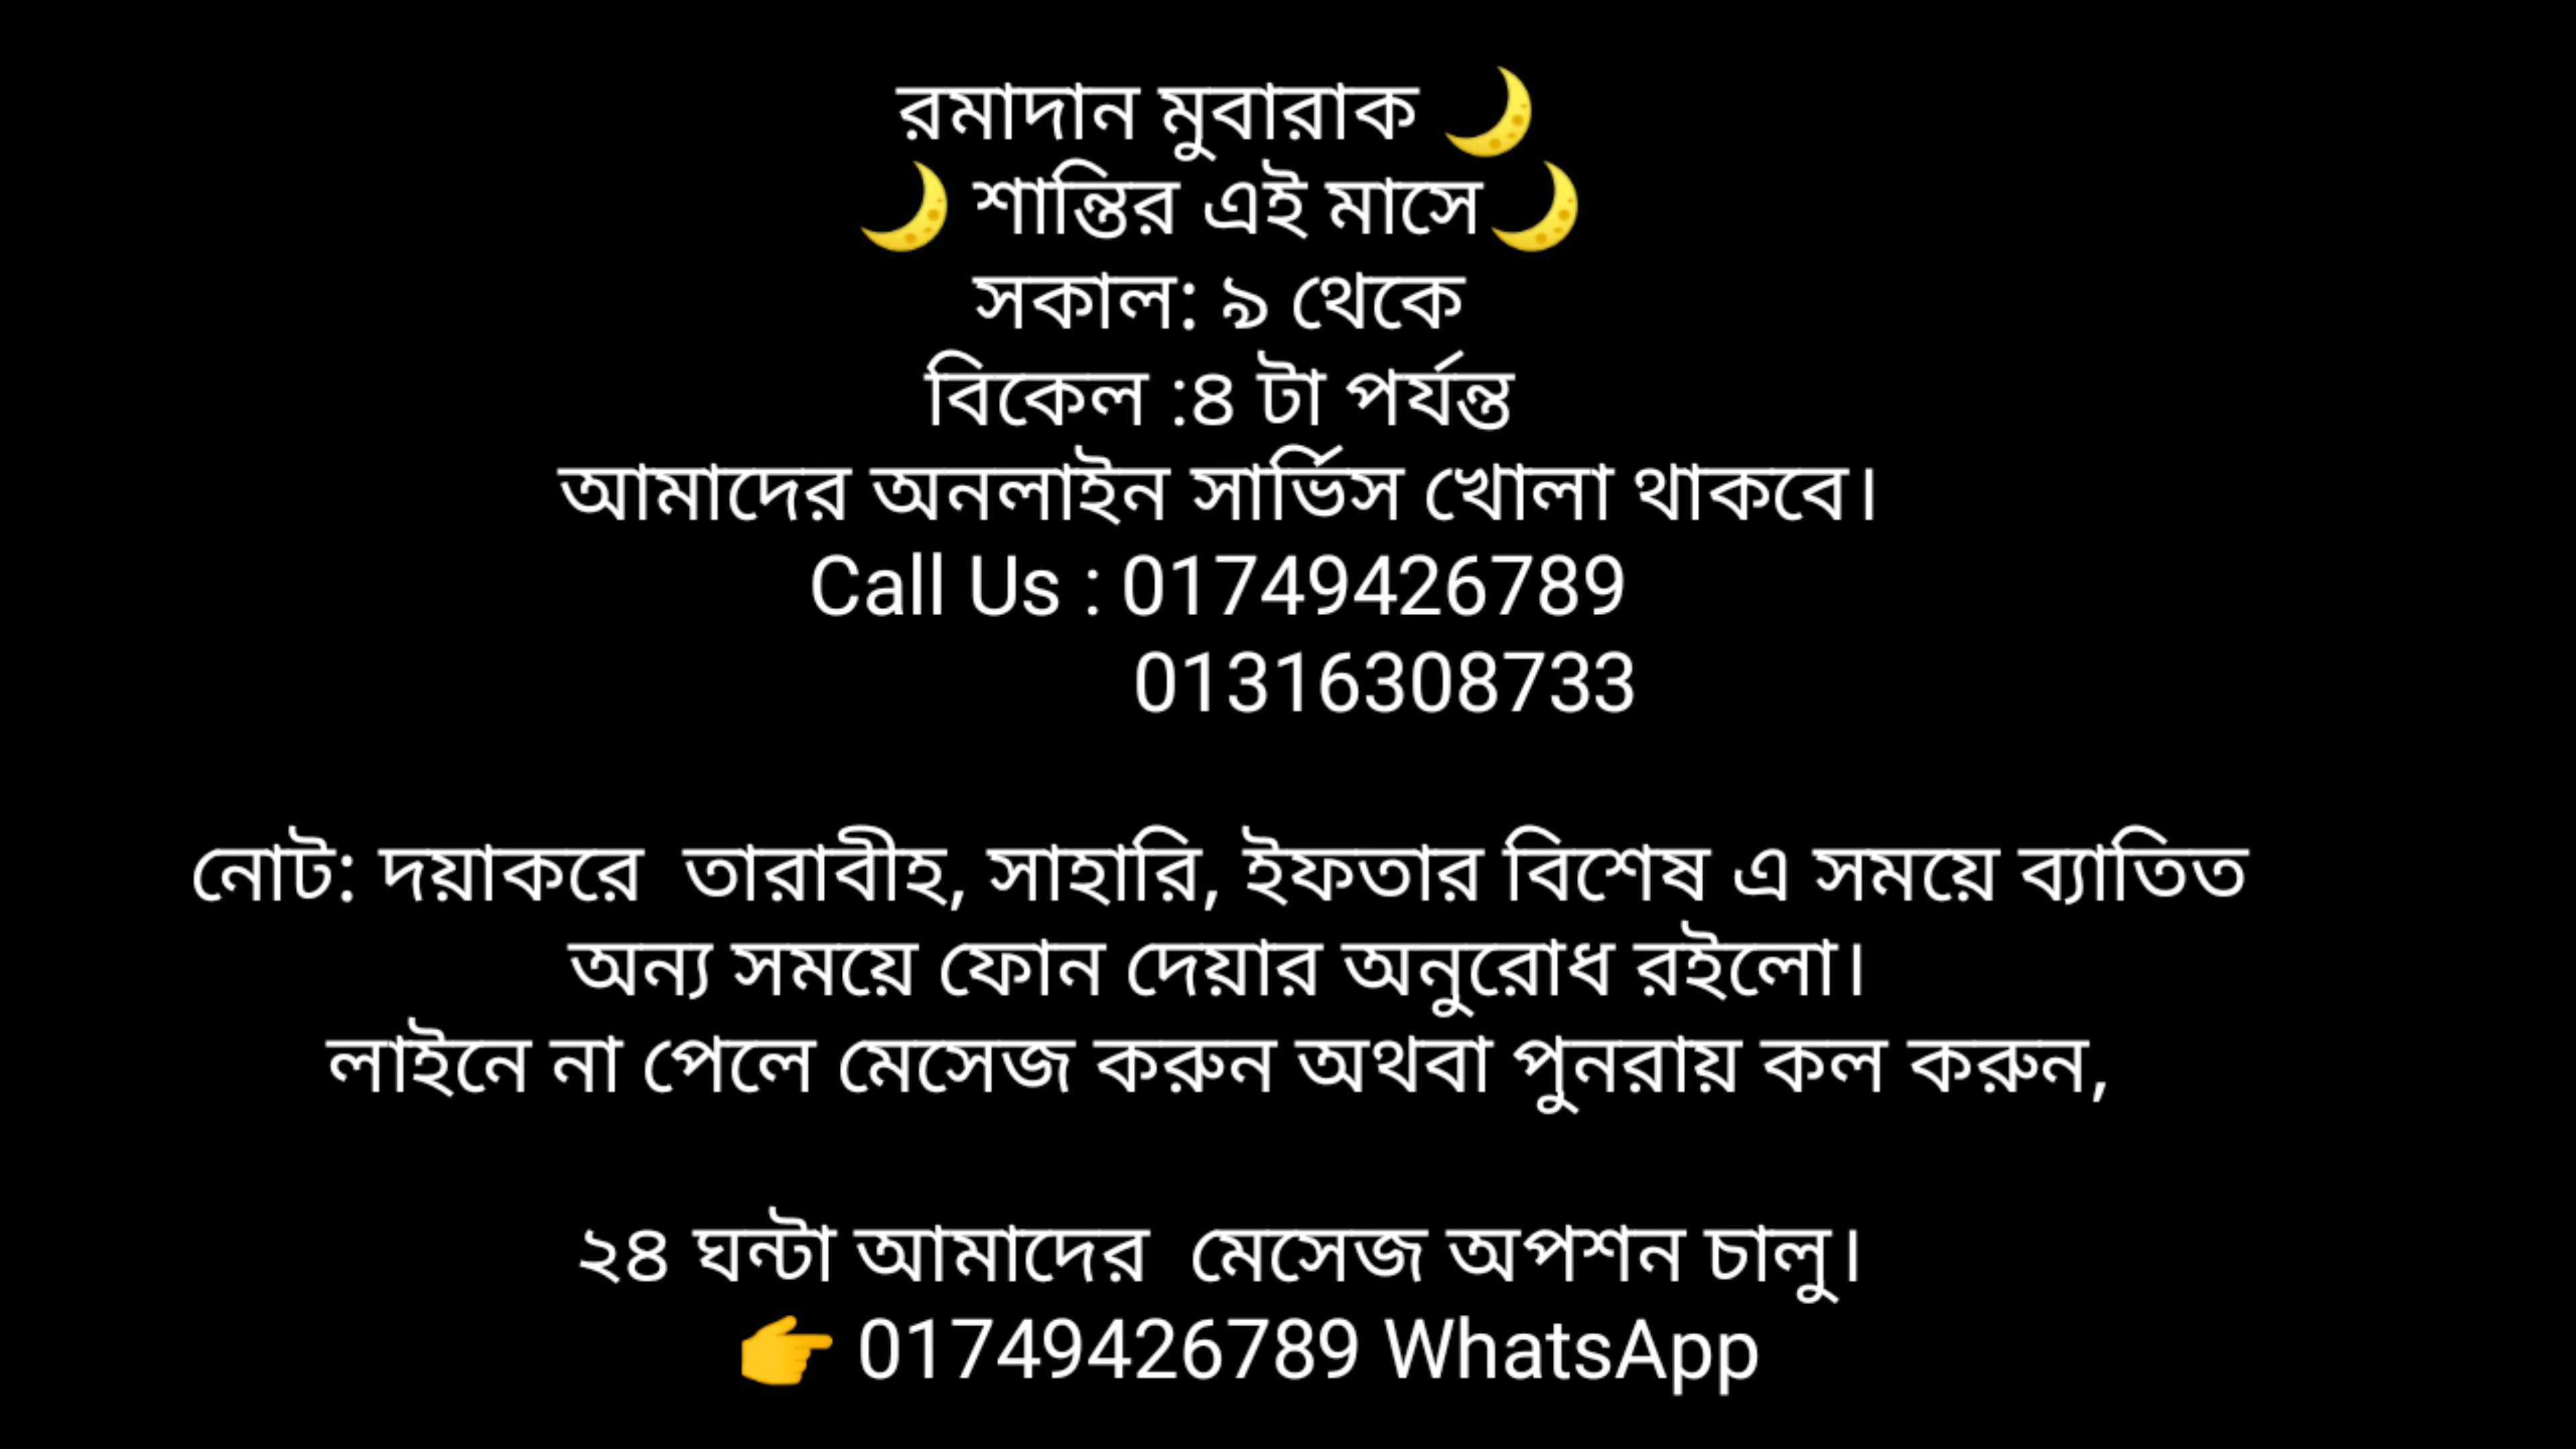 রমাদান মুবারাক 🌙
🌙 শান্তির এই মাসে🌙
সকাল: ৯ থেকে
বিকেল :৪ টা পর্যন্ত
আমাদের অনলাইন সার্ভিস খোলা থাকবে।
Call Us : 01749426789
01316308733
নোট: দয়াকরে তারাবীহ, সাহারি, ইফতার বিশেষ এ সময়ে ব্যাতিত
অন্য সময়ে ফোন দেয়ার অনুরোধ রইলো।
লাইনে না পেলে মেসেজ করুন অথবা পুনরায় কল করুন,
২৪ ঘন্টা আমাদের মেসেজ অপশন চালু।
👉 01749426789 WhatsApp